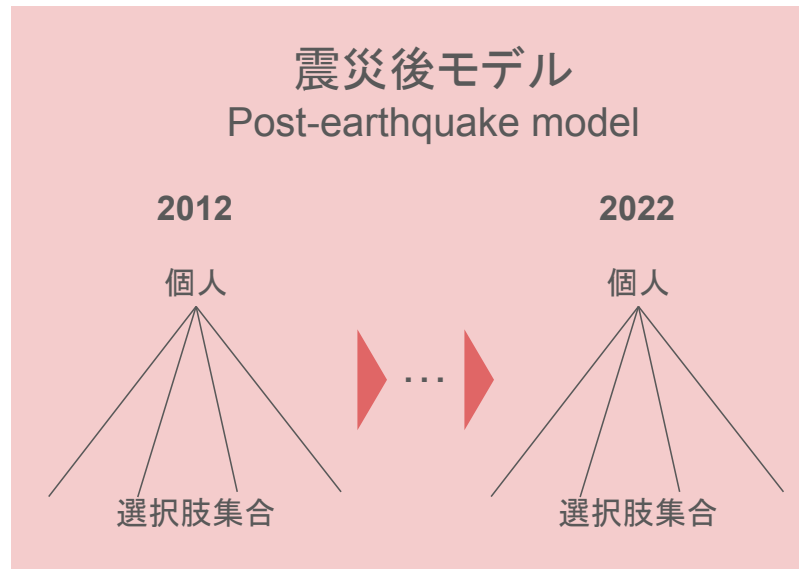 震災後モデル
Post-earthquake model
2012
2022
個人
個人
...
選択肢集合
選択肢集合